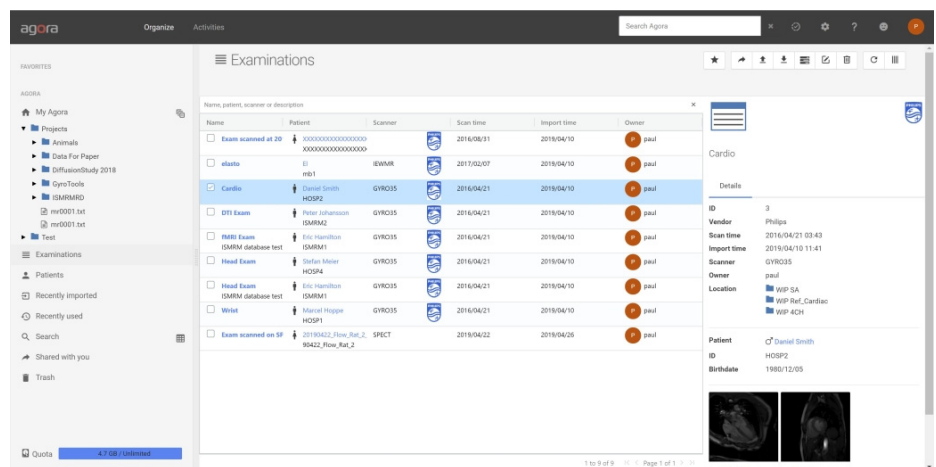 agora
Organize
Activities
Search Agora
P
FAVORITES
AGORA
My Agora
Projects
Animals
Data For Paper
DiffusionStudy 2018
GyroTools
ISMRMRD
mr0001.txt
mr0001.txt
Test
Examinations
Patients
Recently imported
Recently used
Search
Shared with you
Trash
Quota
4.7 GB / Unlimited
Examinations
Name, patient, scanner or description
Name Patient Scanner Scan time Import time Owner
Exam scanned at 20 2016/08/31 2019/04/10 P paul
elasto El IEWMR 2017/02/07 2019/04/10 P paul
mb1
Cardio Daniel Smith GYRO35 2016/04/21 2019/04/10 P paul
HOSP2
DTI Exam Peter Johansson GYRO35 2016/04/21 2019/04/10 P paul
ISMRM2
fMRI Exam Eric Hamilton GYRO35 2016/04/21 2019/04/10 P paul
ISMRM database test ISMRM1
Head Exam Stefan Meier GYRO35 2016/04/21 2019/04/10 P paul
HOSP4
Head Exam Eric Hamilton GYRO35 2016/04/21 2019/04/10 P paul
ISMRM database test ISMRM1
Wrist Marcel Hoppe GYRO35 2016/04/21 2019/04/10 P paul
HOSP1
Exam scanned on SF 20190422_Flow_Rat_2_ SPECT 2019/04/22 2019/04/26 P paul
90422_Flow_Rat_2
1 to 9 of 9 Page 1 of 1
Cardio
Details
ID 3
Vendor Philips
Scan time 2016/04/21 03:43
Import time 2019/04/10 11:41
Scanner GYRO35
Owner paul
Location WIP SA
WIP Ref_Cardiac
WIP 4CH
Patient Daniel Smith
ID HOSP2
Birthdate 1980/12/05